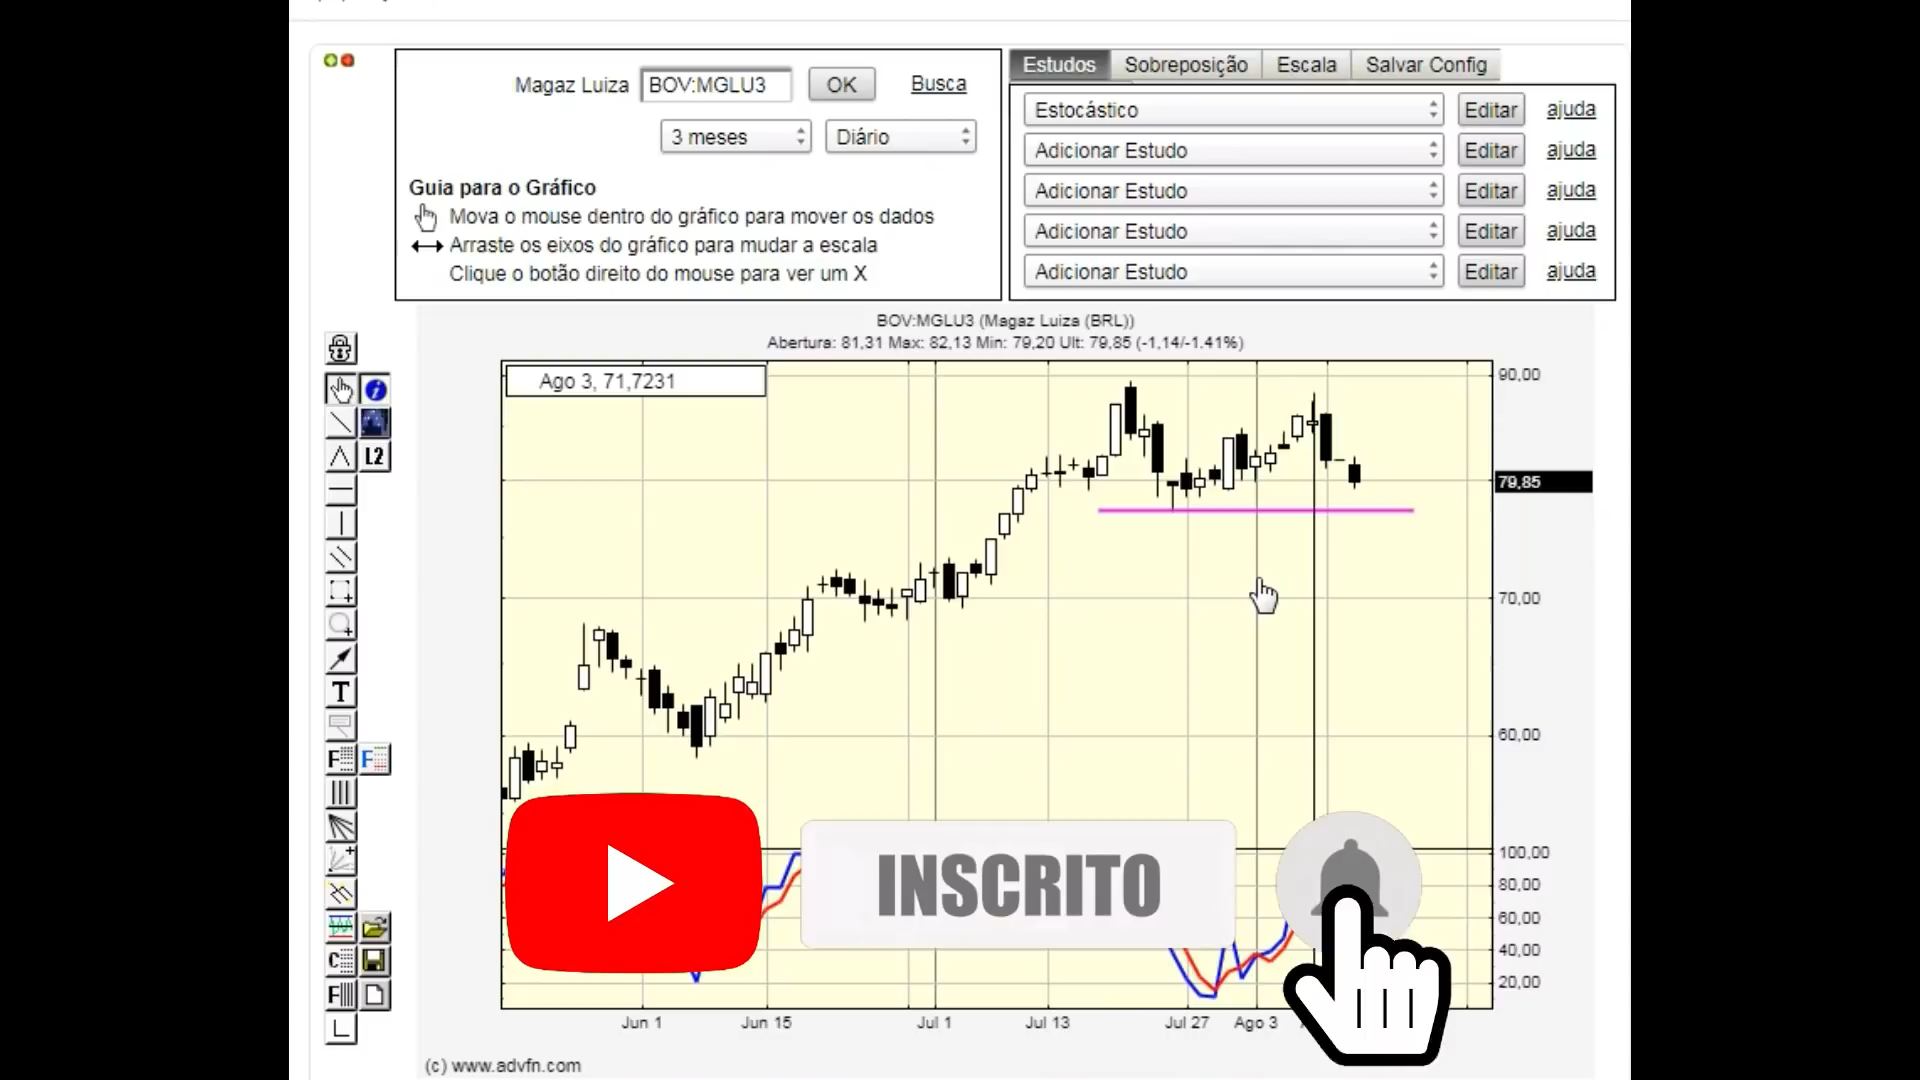 Magaz Luiza BOV:MGLU3 OK Busca
3 meses Diário
Guia para o Gráfico
Mova o mouse dentro do gráfico para mover os dados
Arraste os eixos do gráfico para mudar a escala
Clique o botão direito do mouse para ver um X
Estudos Sobreposição Escala Salvar Config
Estocástico Editar ajuda
Adicionar Estudo Editar ajuda
Adicionar Estudo Editar ajuda
Adicionar Estudo Editar ajuda
Adicionar Estudo Editar ajuda
BOV:MGLU3 (Magaz Luiza (BRL))
Abertura: 81,31 Max: 82,13 Min: 79,20 Ult: 79,85 (-1,14/-1.41%)
Ago 3, 71,7231
90,00
79,85
70,00
60,00
100,00
80,00
60,00
40,00
20,00
L2
T
F F
C
F
INSCRITO
Jun 1 Jun 15 Jul 1 Jul 13 Jul 27 Ago 3
(c) www.advfn.com